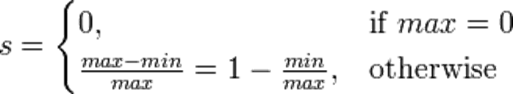 s = { 0, if max = 0
(max−min)/max = 1 − min/max, otherwise